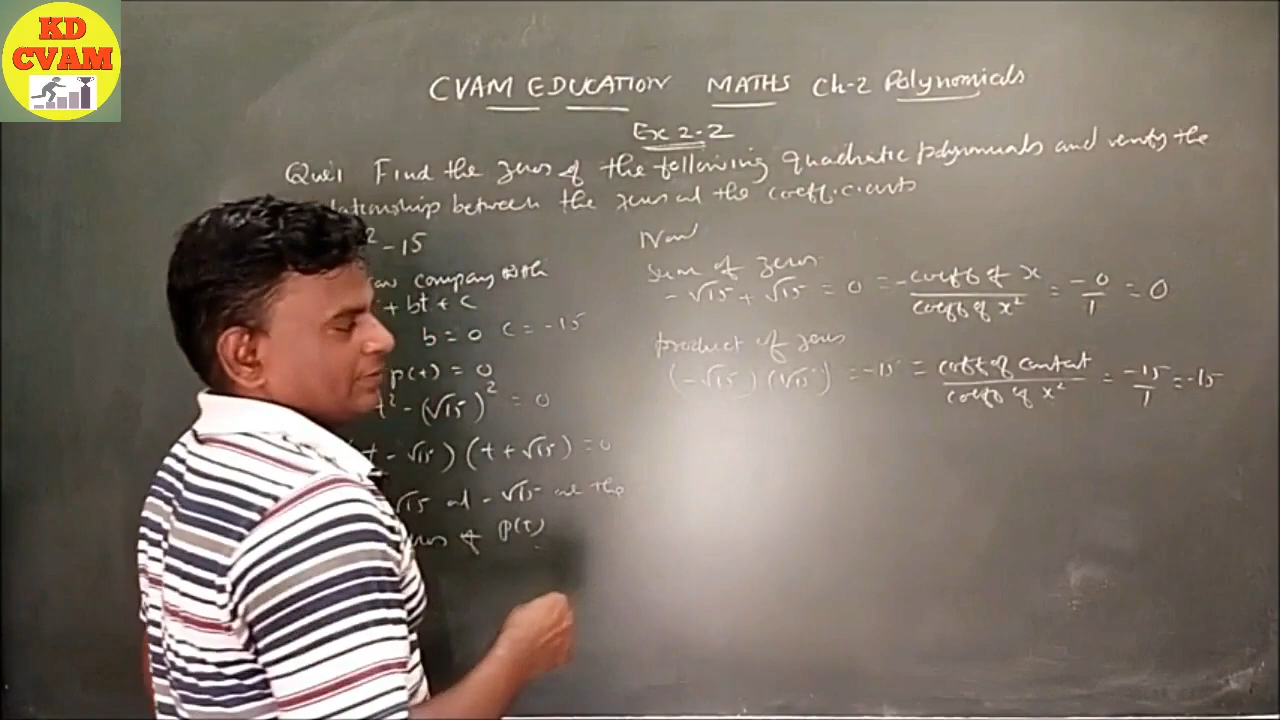 KD
CVAM
CVAM EDUCATION MATHS Ch-2 Polynomials
Ex 2.2
Que1 Find the zeros of the following quadratic polynomials and verify the
lationship between the zeros and the coefficients
2 - 15
comparing with
+ bt + c
b = 0 c = -15
p(t) = 0
t² - (√15)² = 0
t - √15) (t + √15) = 0
√15 and - √15 are the
zeros of p(t)
Now
Sum of zeros
- √15 + √15 = 0 = - coeff of x / coeff of x² = -0/1 = 0
product of zeros
(-√15) (√15) = -15 = coeff of constant / coeff of x² = -15/1 = -15